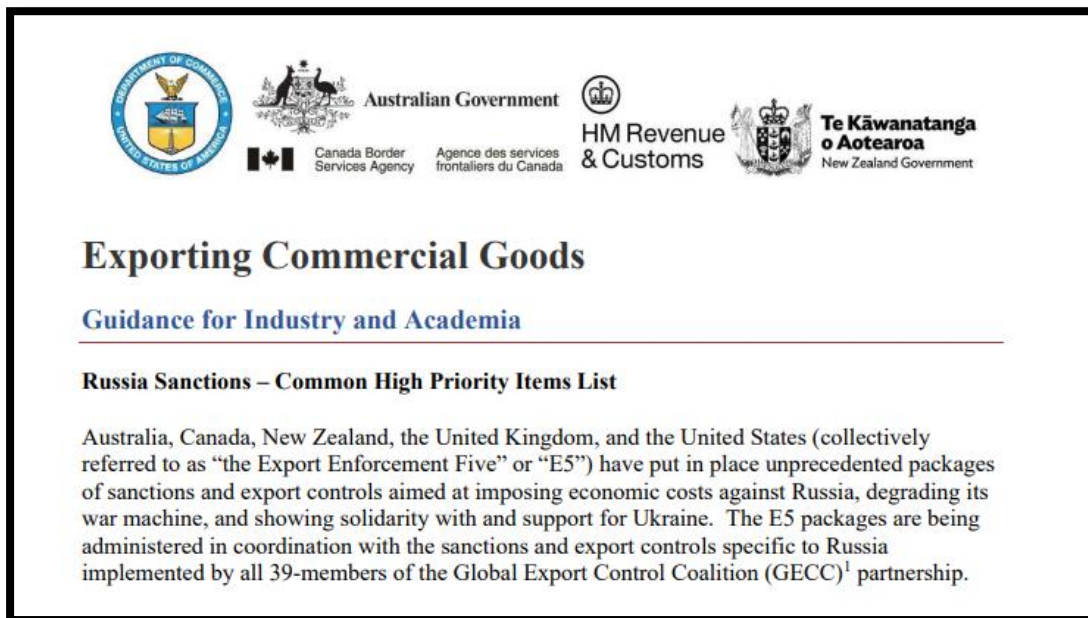 DEPARTMENT OF COMMERCE
UNITED STATES OF AMERICA
Australian Government
Canada Border
Services Agency
Agence des services
frontaliers du Canada
HM Revenue
& Customs
Te Kāwanatanga
o Aotearoa
New Zealand Government
Exporting Commercial Goods
Guidance for Industry and Academia
Russia Sanctions – Common High Priority Items List
Australia, Canada, New Zealand, the United Kingdom, and the United States (collectively
referred to as “the Export Enforcement Five” or “E5”) have put in place unprecedented packages
of sanctions and export controls aimed at imposing economic costs against Russia, degrading its
war machine, and showing solidarity with and support for Ukraine.  The E5 packages are being
administered in coordination with the sanctions and export controls specific to Russia
implemented by all 39-members of the Global Export Control Coalition (GECC)¹ partnership.